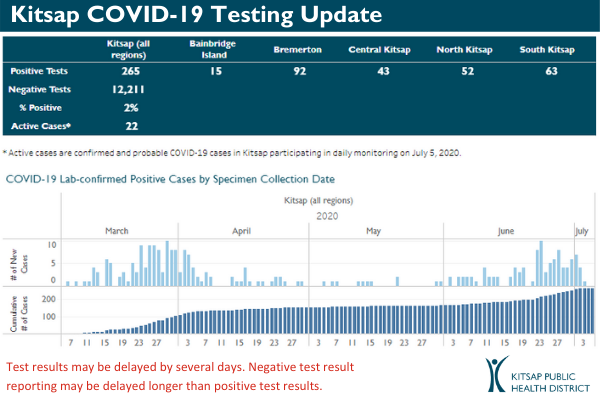 Kitsap COVID-19 Testing Update
Kitsap (all regions) Bainbridge Island Bremerton Central Kitsap North Kitsap South Kitsap
Positive Tests 265 15 92 43 52 63
Negative Tests 12,211
% Positive 2%
Active Cases* 22
* Active cases are confirmed and probable COVID-19 cases in Kitsap participating in daily monitoring on July 5, 2020.
COVID-19 Lab-confirmed Positive Cases by Specimen Collection Date
Kitsap (all regions)
2020
March April May June July
# of New Cases
10
5
0
Cumulative # of Cases
200
100
7 11 15 19 23 27 3 7 11 15 19 23 27 3 7 11 15 19 23 27 3 7 11 15 19 23 27 3
Test results may be delayed by several days. Negative test result
reporting may be delayed longer than positive test results.
KITSAP PUBLIC
HEALTH DISTRICT